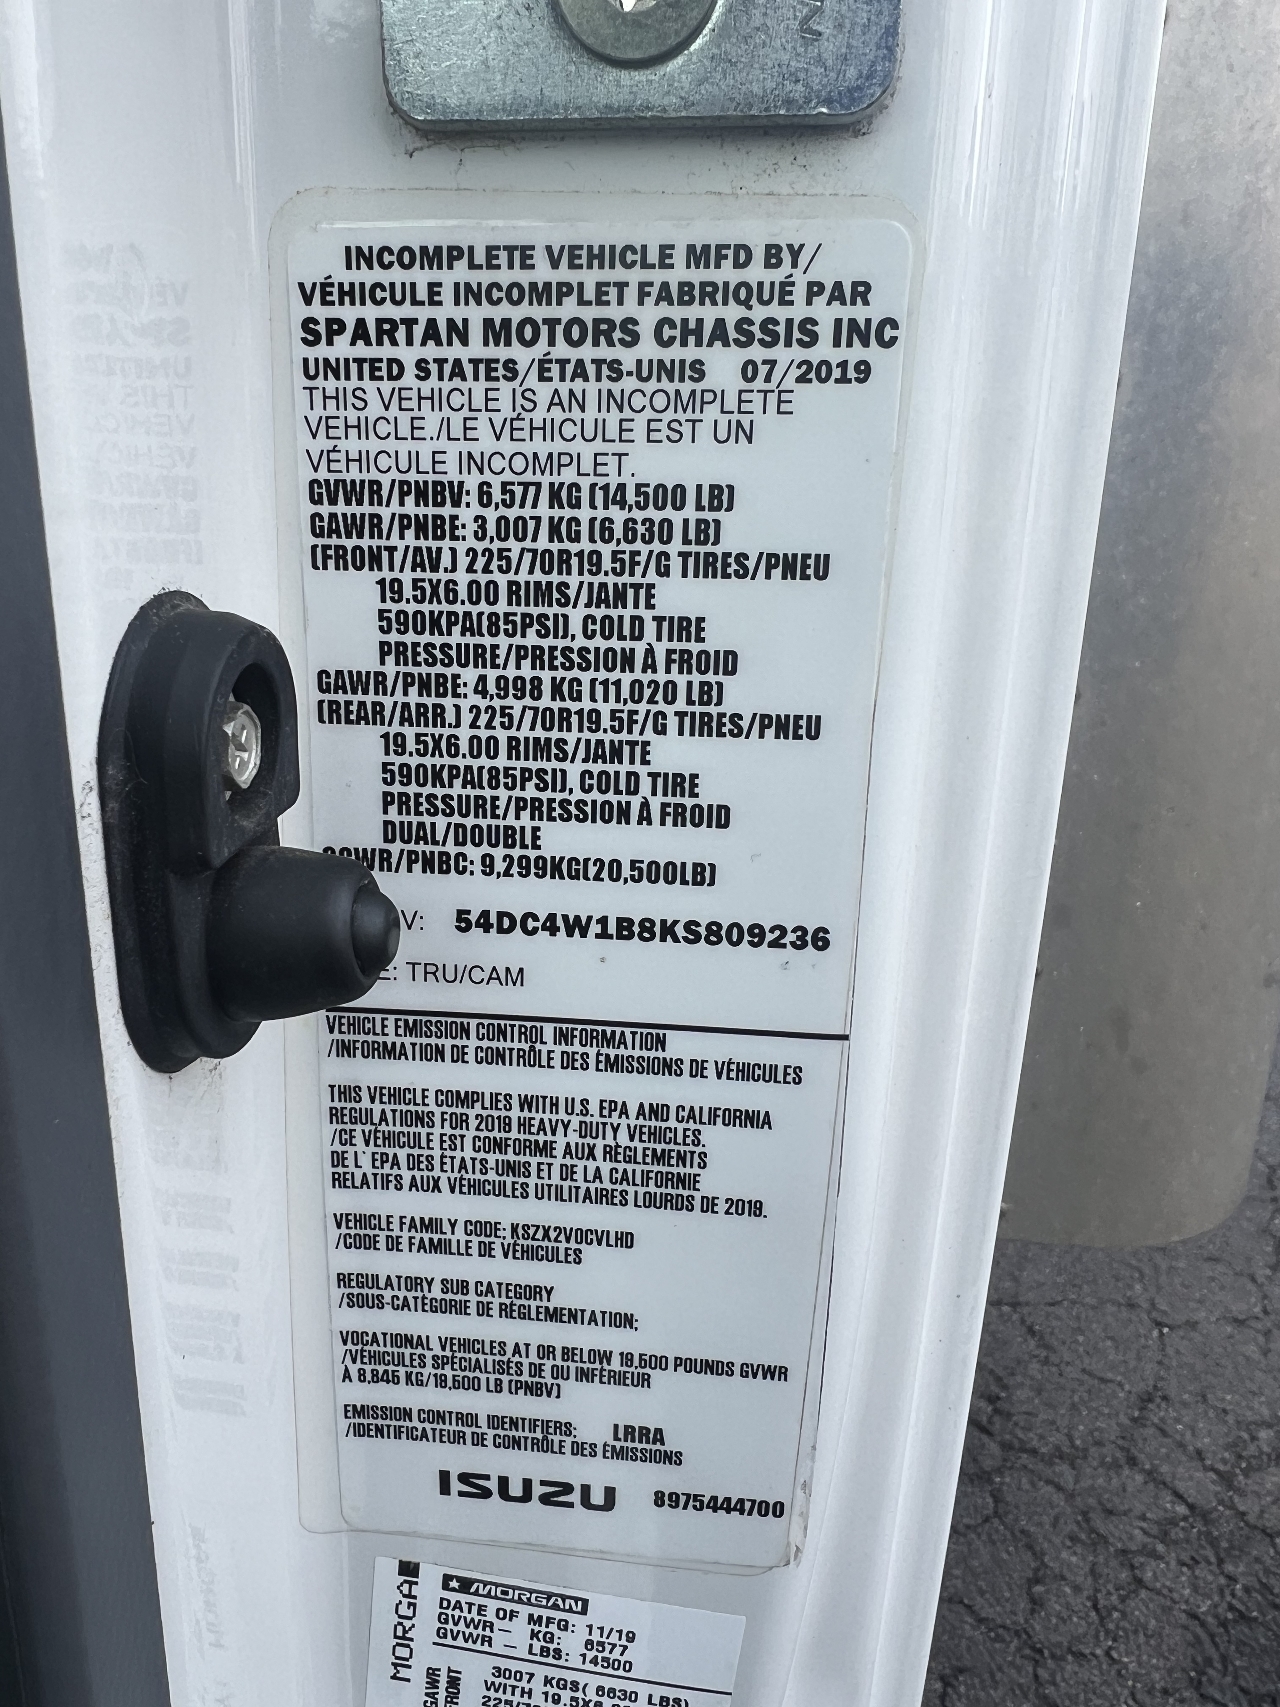 INCOMPLETE VEHICLE MFD BY/
VÉHICULE INCOMPLET FABRIQUÉ PAR
SPARTAN MOTORS CHASSIS INC
UNITED STATES/ÉTATS-UNIS 07/2019
THIS VEHICLE IS AN INCOMPLETE
VEHICLE./LE VÉHICULE EST UN
VÉHICULE INCOMPLET.
GVWR/PNBV: 6,577 KG (14,500 LB)
GAWR/PNBE: 3,007 KG (6,630 LB)
(FRONT/AV.) 225/70R19.5F/G TIRES/PNEU
19.5X6.00 RIMS/JANTE
590KPA(85PSI), COLD TIRE
PRESSURE/PRESSION À FROID
GAWR/PNBE: 4,998 KG (11,020 LB)
(REAR/ARR.) 225/70R19.5F/G TIRES/PNEU
19.5X6.00 RIMS/JANTE
590KPA(85PSI), COLD TIRE
PRESSURE/PRESSION À FROID
DUAL/DOUBLE
GCWR/PNBC: 9,299KG(20,500LB)
V: 54DC4W1B8KS809236
E: TRU/CAM
VEHICLE EMISSION CONTROL INFORMATION
/INFORMATION DE CONTRÔLE DES ÉMISSIONS DE VÉHICULES
THIS VEHICLE COMPLIES WITH U.S. EPA AND CALIFORNIA
REGULATIONS FOR 2019 HEAVY-DUTY VEHICLES.
/CE VÉHICULE EST CONFORME AUX RÈGLEMENTS
DE L' EPA DES ÉTATS-UNIS ET DE LA CALIFORNIE
RELATIFS AUX VÉHICULES UTILITAIRES LOURDS DE 2019.
VEHICLE FAMILY CODE; KSZX2VOCVLHD
/CODE DE FAMILLE DE VÉHICULES
REGULATORY SUB CATEGORY
/SOUS-CATÉGORIE DE RÉGLEMENTATION;
VOCATIONAL VEHICLES AT OR BELOW 19,500 POUNDS GVWR
/VÉHICULES SPÉCIALISÉS DE OU INFÉRIEUR
À 8,845 KG/19,500 LB (PNBV)
EMISSION CONTROL IDENTIFIERS; LRRA
/IDENTIFICATEUR DE CONTRÔLE DES ÉMISSIONS
ISUZU 8975444700
MORGAN
DATE OF MFG: 11/19
GVWR- KG: 6577
GVWR - LBS: 14500
GAWR
FRONT
3007 KGS( 6630 LBS)